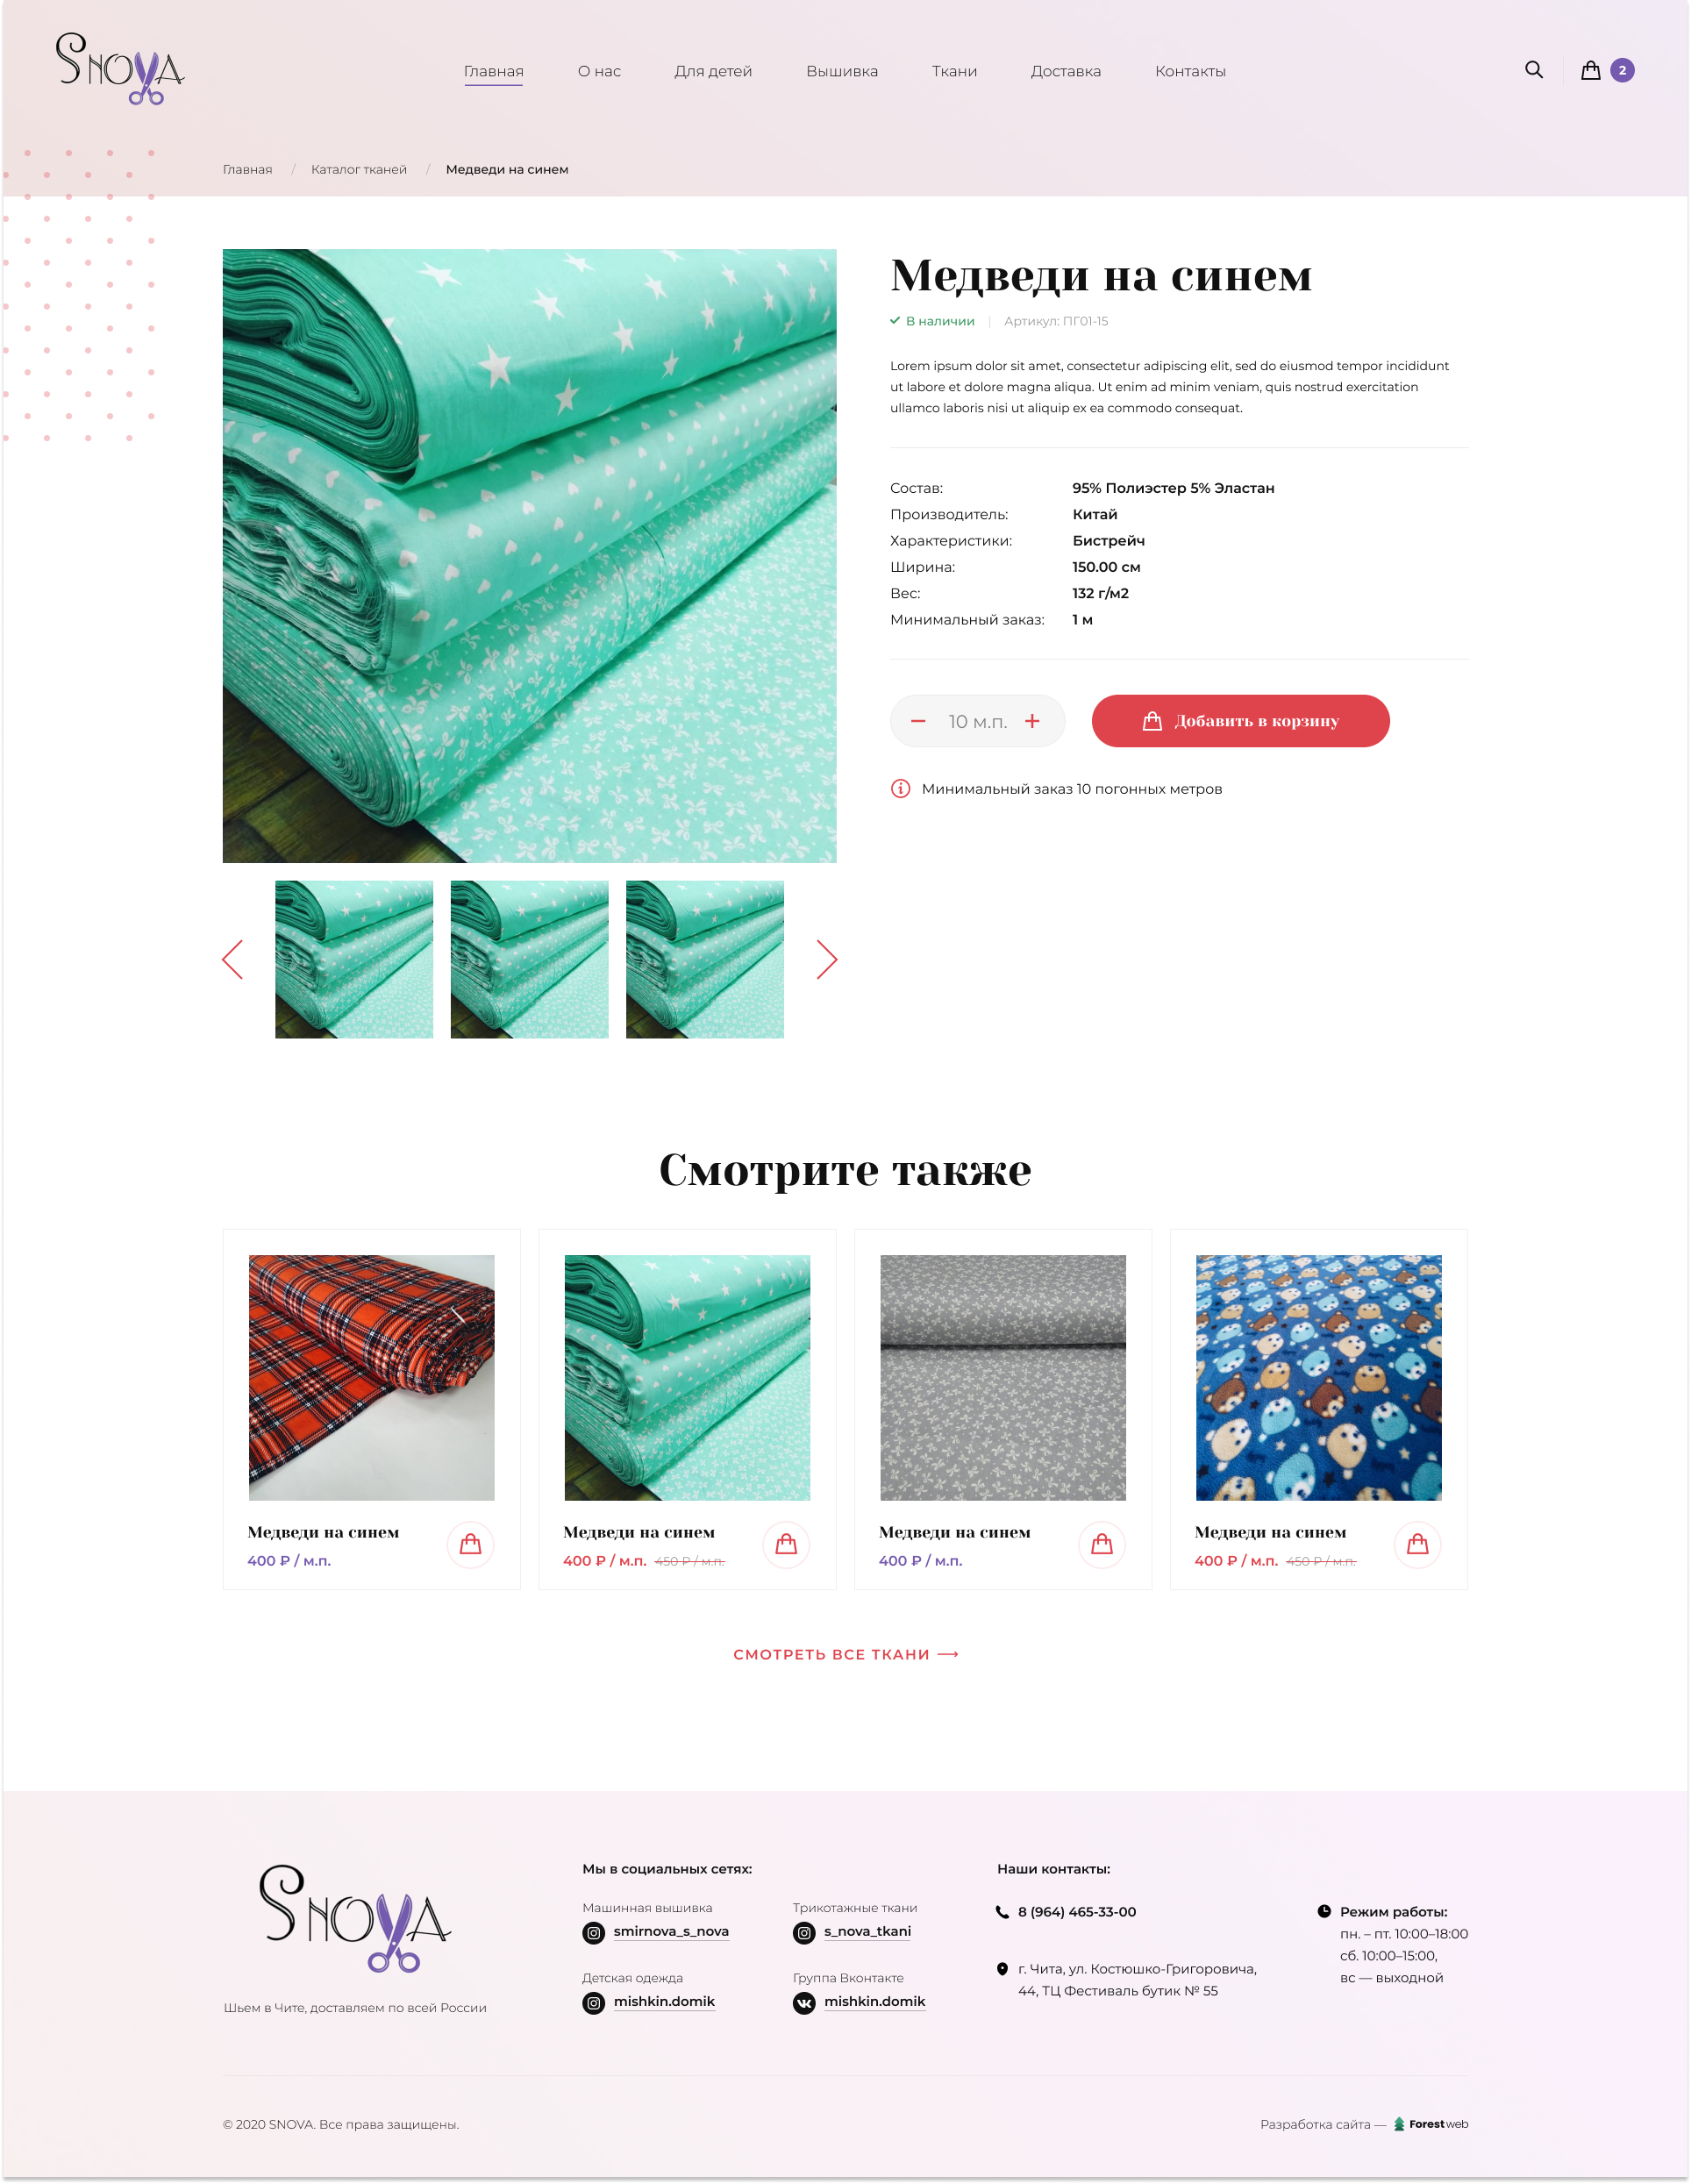 SNOVA
Главная
О нас
Для детей
Вышивка
Ткани
Доставка
Контакты
2
Главная / Каталог тканей / Медведи на синем
Медведи на синем
В наличии | Артикул: ПГ01-15
Lorem ipsum dolor sit amet, consectetur adipiscing elit, sed do eiusmod tempor incididunt
ut labore et dolore magna aliqua. Ut enim ad minim veniam, quis nostrud exercitation
ullamco laboris nisi ut aliquip ex ea commodo consequat.
Состав: 95% Полиэстер 5% Эластан
Производитель: Китай
Характеристики: Бистрейч
Ширина: 150.00 см
Вес: 132 г/м2
Минимальный заказ: 1 м
10 м.п.
Добавить в корзину
Минимальный заказ 10 погонных метров
Смотрите также
Медведи на синем
400 ₽ / м.п.
Медведи на синем
400 ₽ / м.п. 450 ₽ / м.п.
Медведи на синем
400 ₽ / м.п.
Медведи на синем
400 ₽ / м.п. 450 ₽ / м.п.
СМОТРЕТЬ ВСЕ ТКАНИ ⟶
SNOVA
Шьем в Чите, доставляем по всей России
Мы в социальных сетях:
Машинная вышивка
smirnova_s_nova
Трикотажные ткани
s_nova_tkani
Детская одежда
mishkin.domik
Группа Вконтакте
mishkin.domik
Наши контакты:
8 (964) 465-33-00
г. Чита, ул. Костюшко-Григоровича,
44, ТЦ Фестиваль бутик № 55
Режим работы:
пн. – пт. 10:00–18:00
сб. 10:00–15:00,
вс — выходной
© 2020 SNOVA. Все права защищены.
Разработка сайта — Forestweb